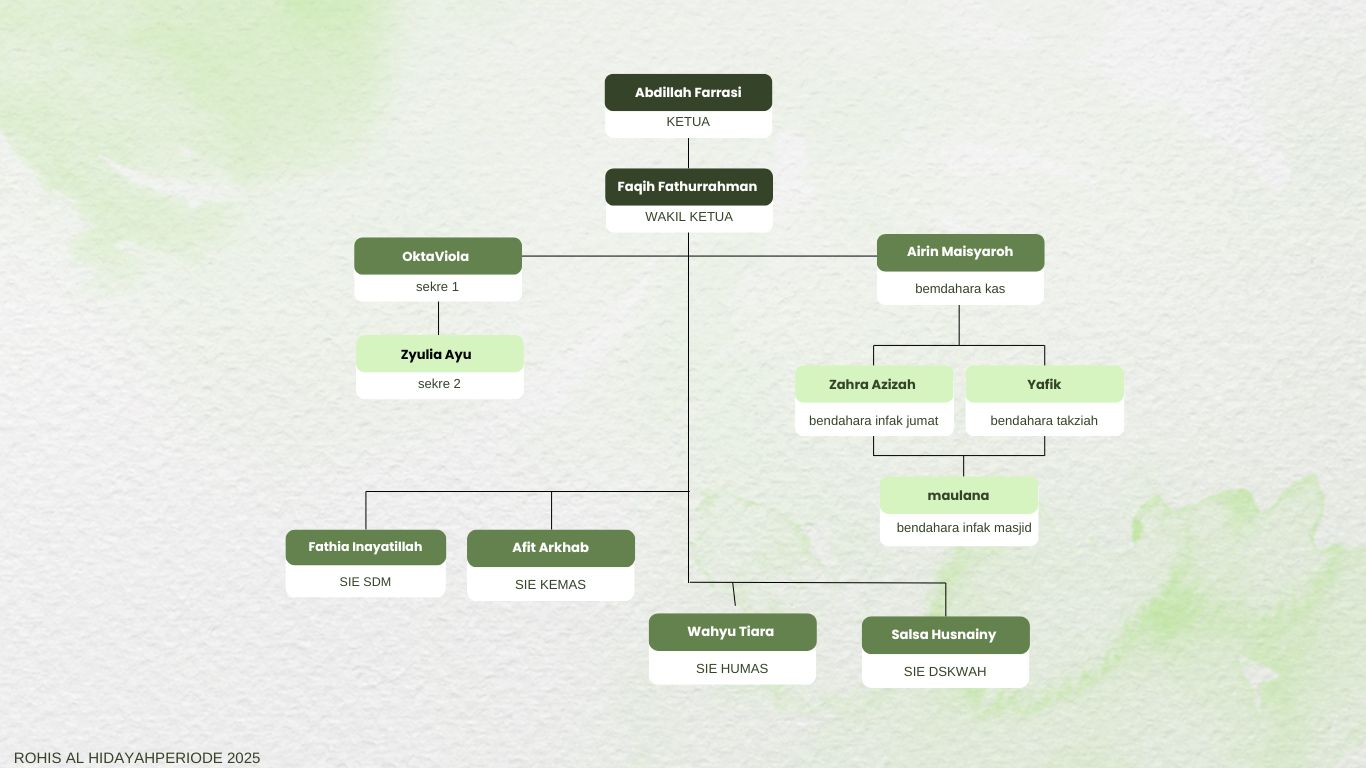 Abdillah Farrasi
KETUA
Faqih Fathurrahman
WAKIL KETUA
OktaViola
sekre 1
Airin Maisyaroh
bemdahara kas
Zyulia Ayu
sekre 2
Zahra Azizah
bendahara infak jumat
Yafik
bendahara takziah
maulana
bendahara infak masjid
Fathia Inayatillah
SIE SDM
Afit Arkhab
SIE KEMAS
Wahyu Tiara
SIE HUMAS
Salsa Husnainy
SIE DSKWAH
ROHIS AL HIDAYAHPERIODE 2025